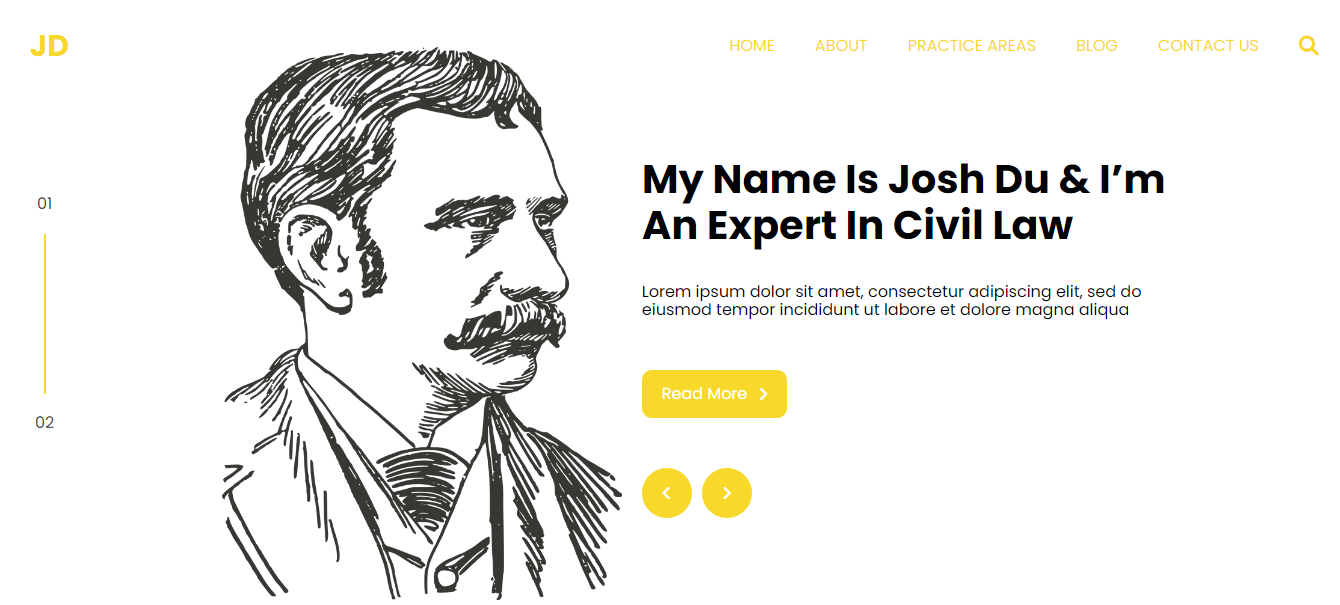 JD
HOME ABOUT PRACTICE AREAS BLOG CONTACT US
01
02
My Name Is Josh Du & I’m
An Expert In Civil Law
Lorem ipsum dolor sit amet, consectetur adipiscing elit, sed do
eiusmod tempor incididunt ut labore et dolore magna aliqua
Read More